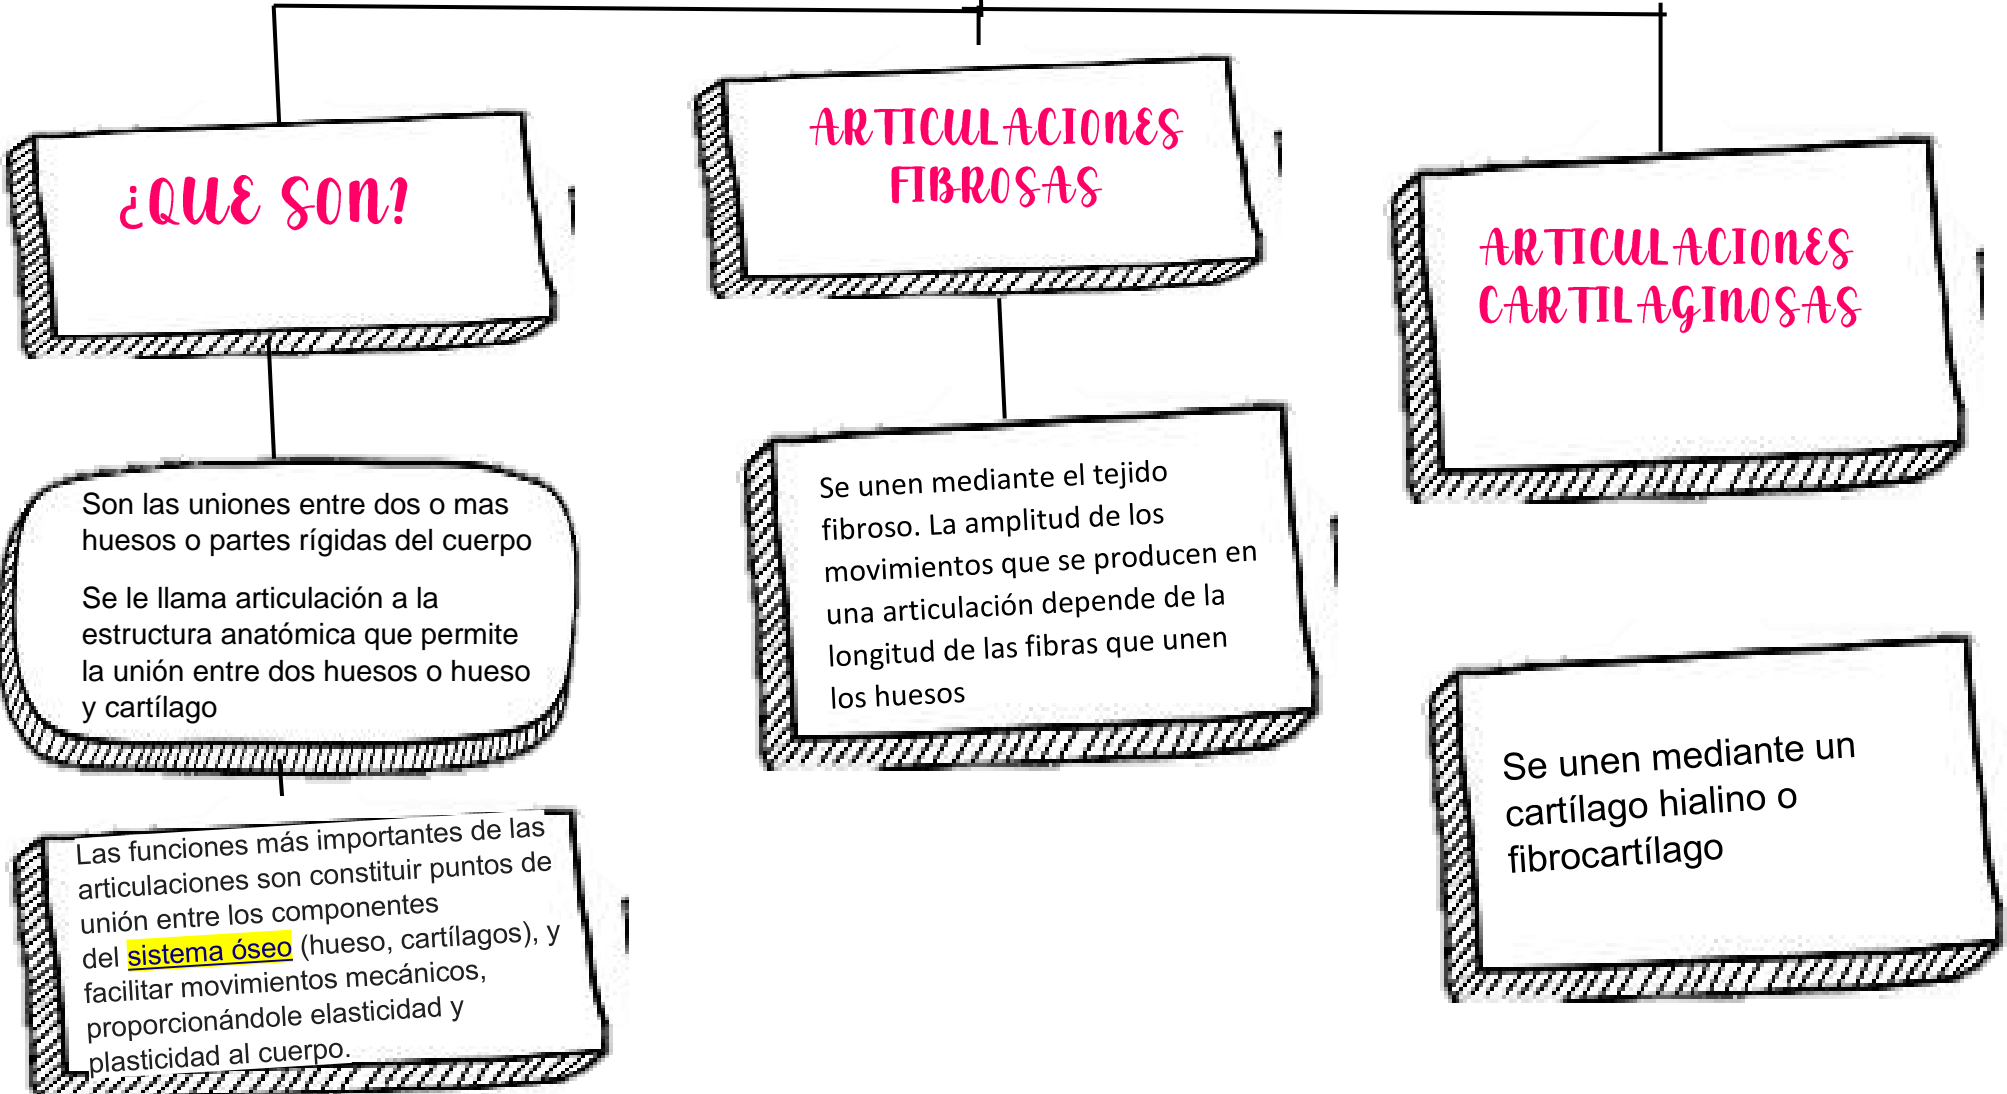 ¿QUE SON?
Son las uniones entre dos o mas
huesos o partes rígidas del cuerpo
Se le llama articulación a la
estructura anatómica que permite
la unión entre dos huesos o hueso
y cartílago
Las funciones más importantes de las
articulaciones son constituir puntos de
unión entre los componentes
del sistema óseo (hueso, cartílagos), y
facilitar movimientos mecánicos,
proporcionándole elasticidad y
plasticidad al cuerpo.
ARTICULACIONES
FIBROSAS
Se unen mediante el tejido
fibroso. La amplitud de los
movimientos que se producen en
una articulación depende de la
longitud de las fibras que unen
los huesos
ARTICULACIONES
CARTILAGINOSAS
Se unen mediante un
cartílago hialino o
fibrocartílago